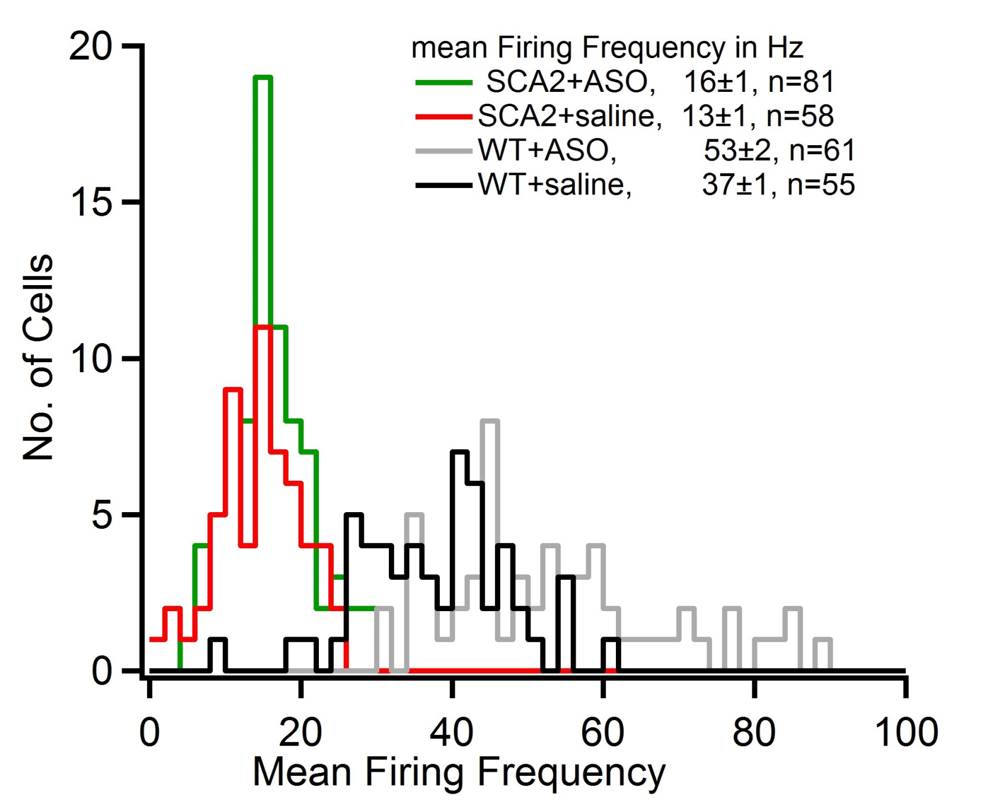 mean Firing Frequency in Hz
SCA2+ASO, 16±1, n=81
SCA2+saline, 13±1, n=58
WT+ASO, 53±2, n=61
WT+saline, 37±1, n=55
No. of Cells
20
15
10
5
0
0 20 40 60 80 100
Mean Firing Frequency